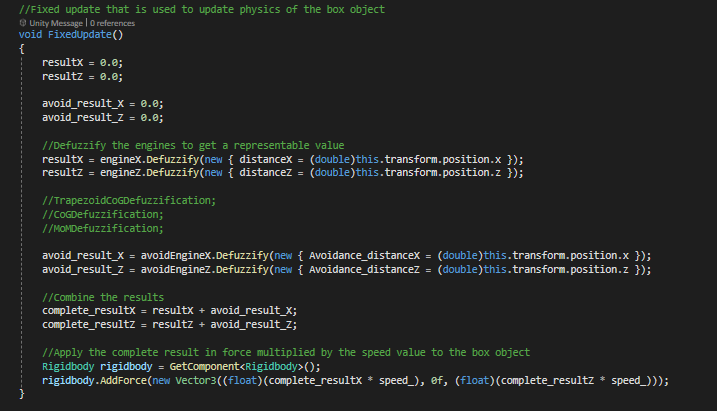 //Fixed update that is used to update physics of the box object
Unity Message | 0 references
void FixedUpdate()
{
resultX = 0.0;
resultZ = 0.0;
avoid_result_X = 0.0;
avoid_result_Z = 0.0;
//Defuzzify the engines to get a representable value
resultX = engineX.Defuzzify(new { distanceX = (double)this.transform.position.x });
resultZ = engineZ.Defuzzify(new { distanceZ = (double)this.transform.position.z });
//TrapezoidCoGDefuzzification;
//CoGDefuzzification;
//MoMDefuzzification;
avoid_result_X = avoidEngineX.Defuzzify(new { Avoidance_distanceX = (double)this.transform.position.x });
avoid_result_Z = avoidEngineZ.Defuzzify(new { Avoidance_distanceZ = (double)this.transform.position.z });
//Combine the results
complete_resultX = resultX + avoid_result_X;
complete_resultZ = resultZ + avoid_result_Z;
//Apply the complete result in force multiplied by the speed value to the box object
Rigidbody rigidbody = GetComponent<Rigidbody>();
rigidbody.AddForce(new Vector3((float)(complete_resultX * speed_), 0f, (float)(complete_resultZ * speed_)));
}